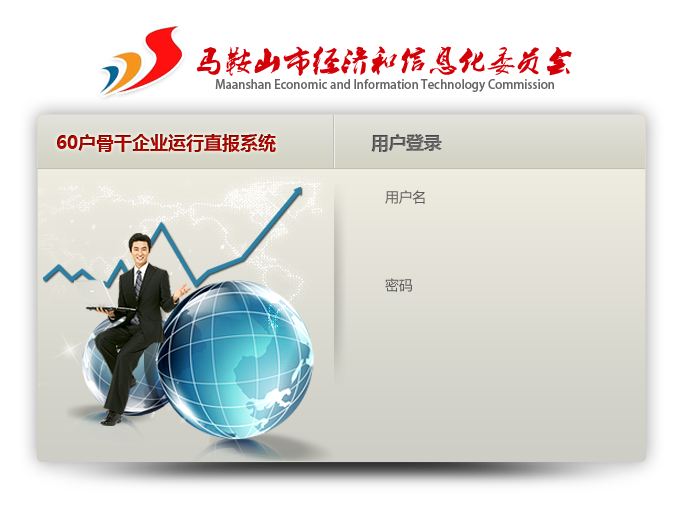 马鞍山市经济和信息化委员会
Maanshan Economic and Information Technology Commission
60户骨干企业运行直报系统
用户登录
用户名
密码